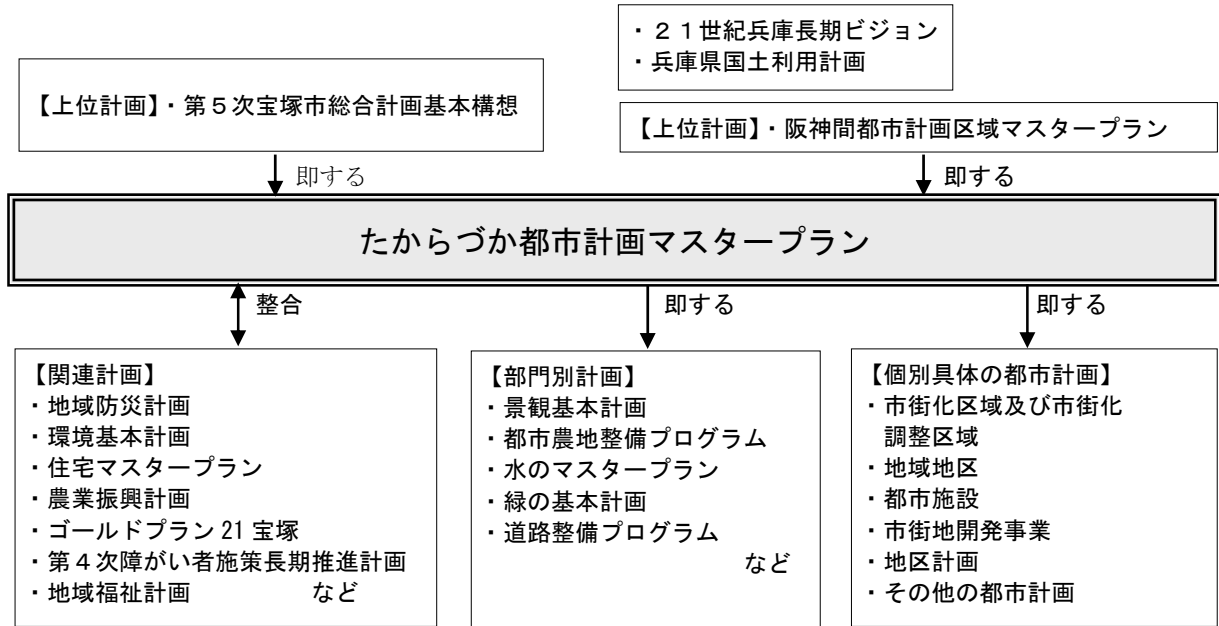 ・２１世紀兵庫長期ビジョン
・兵庫県国土利用計画
【上位計画】・第５次宝塚市総合計画基本構想
【上位計画】・阪神間都市計画区域マスタープラン
即する
即する
たからづか都市計画マスタープラン
整合
即する
即する
【関連計画】
・地域防災計画
・環境基本計画
・住宅マスタープラン
・農業振興計画
・ゴールドプラン 21 宝塚
・第４次障がい者施策長期推進計画
・地域福祉計画　など
【部門別計画】
・景観基本計画
・都市農地整備プログラム
・水のマスタープラン
・緑の基本計画
・道路整備プログラム
など
【個別具体の都市計画】
・市街化区域及び市街化
調整区域
・地域地区
・都市施設
・市街地開発事業
・地区計画
・その他の都市計画